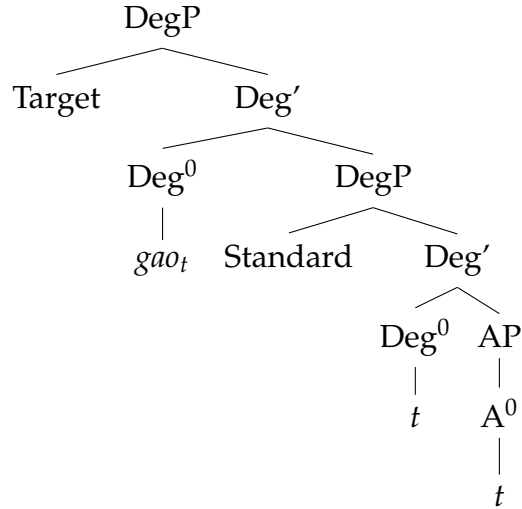 DegP
Target Deg’
Deg⁰ DegP
gaoₜ Standard Deg’
Deg⁰ AP
t A⁰
t